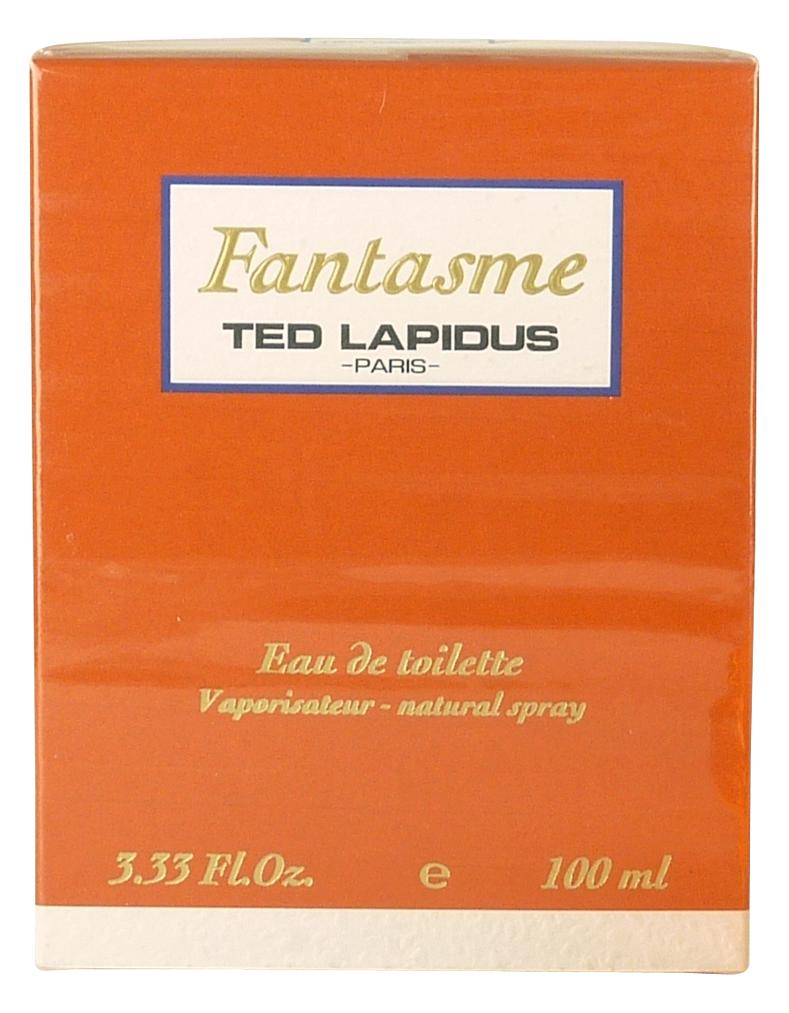 Fantasme
TED LAPIDUS
-PARIS-
Eau de toilette
Vaporisateur - natural spray
3.33 Fl.Oz. e 100 ml